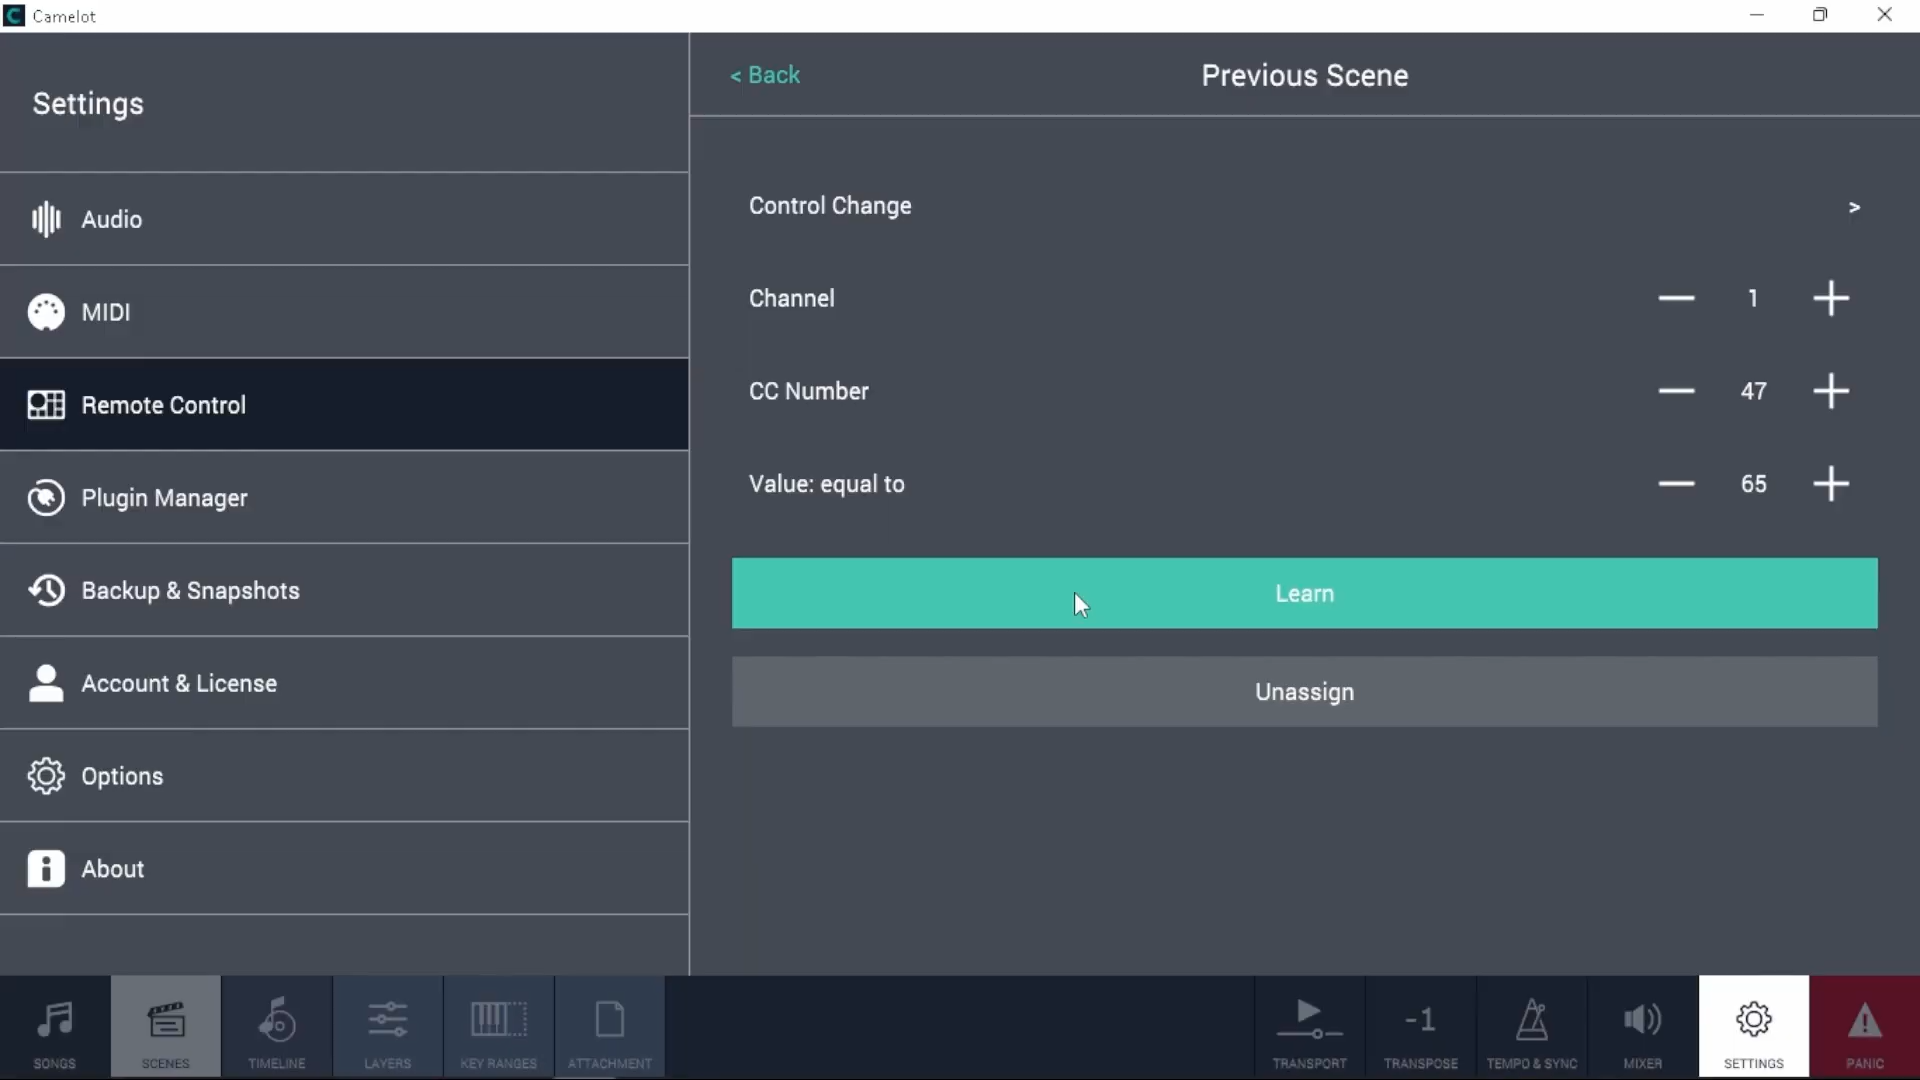 Camelot
Settings
Audio
MIDI
Remote Control
Plugin Manager
Backup & Snapshots
Account & License
Options
About
< Back
Previous Scene
Control Change >
Channel 1
CC Number 47
Value: equal to 65
Learn
Unassign
-1
SONGS SCENES TIMELINE LAYERS KEY RANGES ATTACHMENT TRANSPORT TRANSPOSE TEMPO & SYNC MIXER SETTINGS PANIC